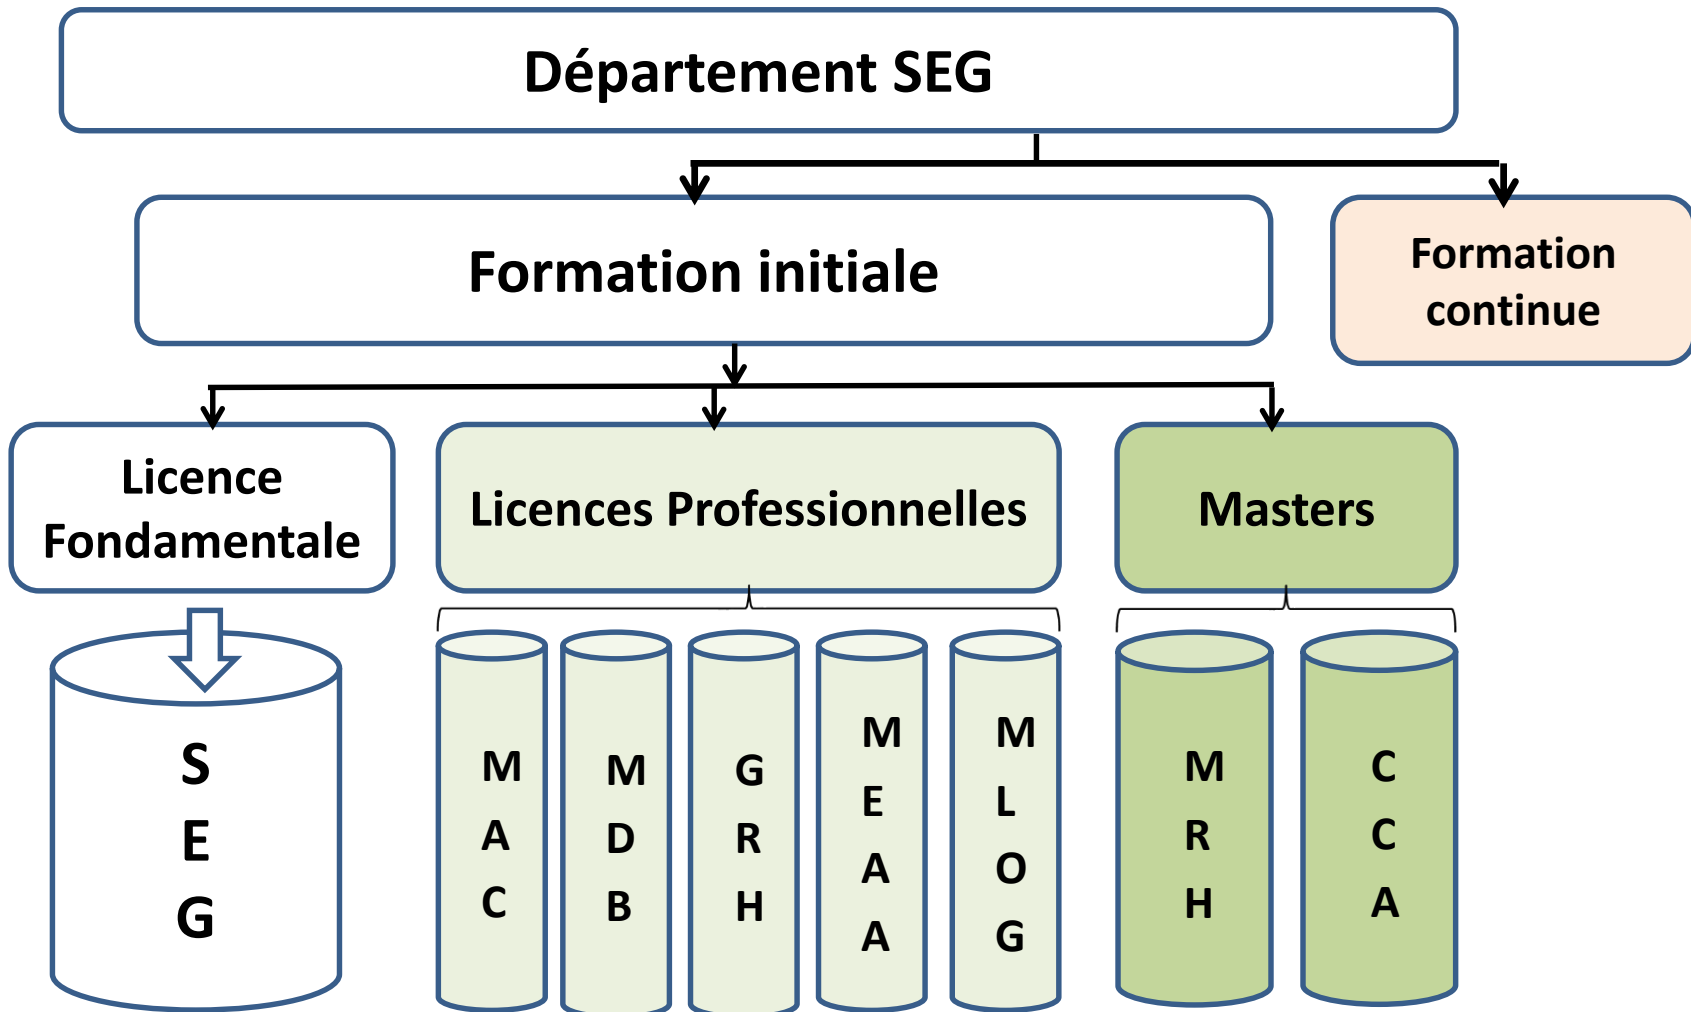 Département SEG
Formation initiale
Formation
continue
Licence
Fondamentale
Licences Professionnelles
Masters
S
E
G
M
A
C
M
D
B
G
R
H
M
E
A
A
M
L
O
G
M
R
H
C
C
A